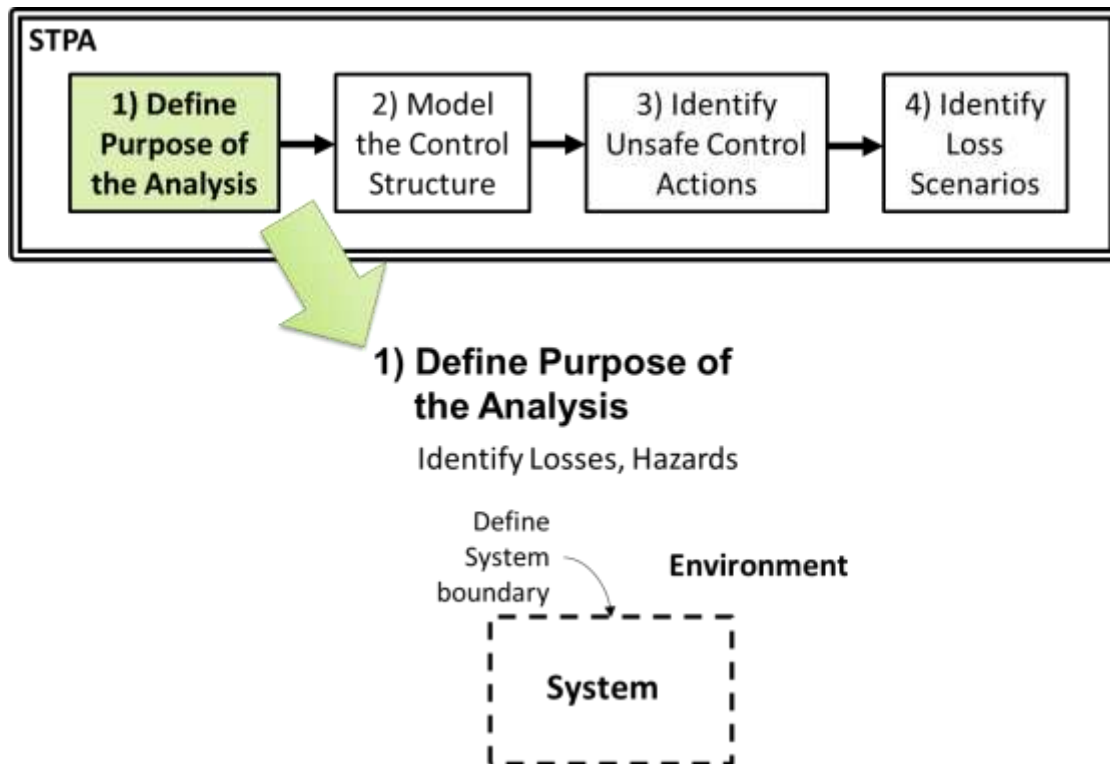 STPA
1) Define
Purpose of
the Analysis
2) Model
the Control
Structure
3) Identify
Unsafe Control
Actions
4) Identify
Loss
Scenarios
1) Define Purpose of
the Analysis
Identify Losses, Hazards
Define
System
boundary
Environment
System